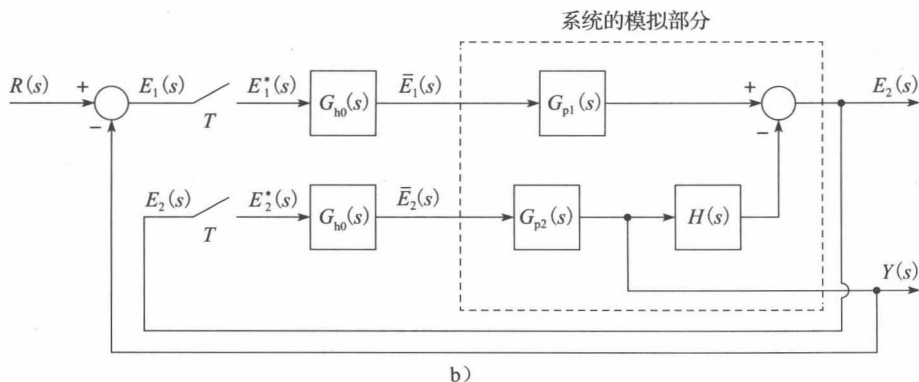 系统的模拟部分
R(s) + − E₁(s) T E₁*(s) G_h0(s) Ē₁(s) G_p1(s) + − E₂(s)
E₂(s) T E₂*(s) G_h0(s) Ē₂(s) G_p2(s) H(s)
Y(s)
b）